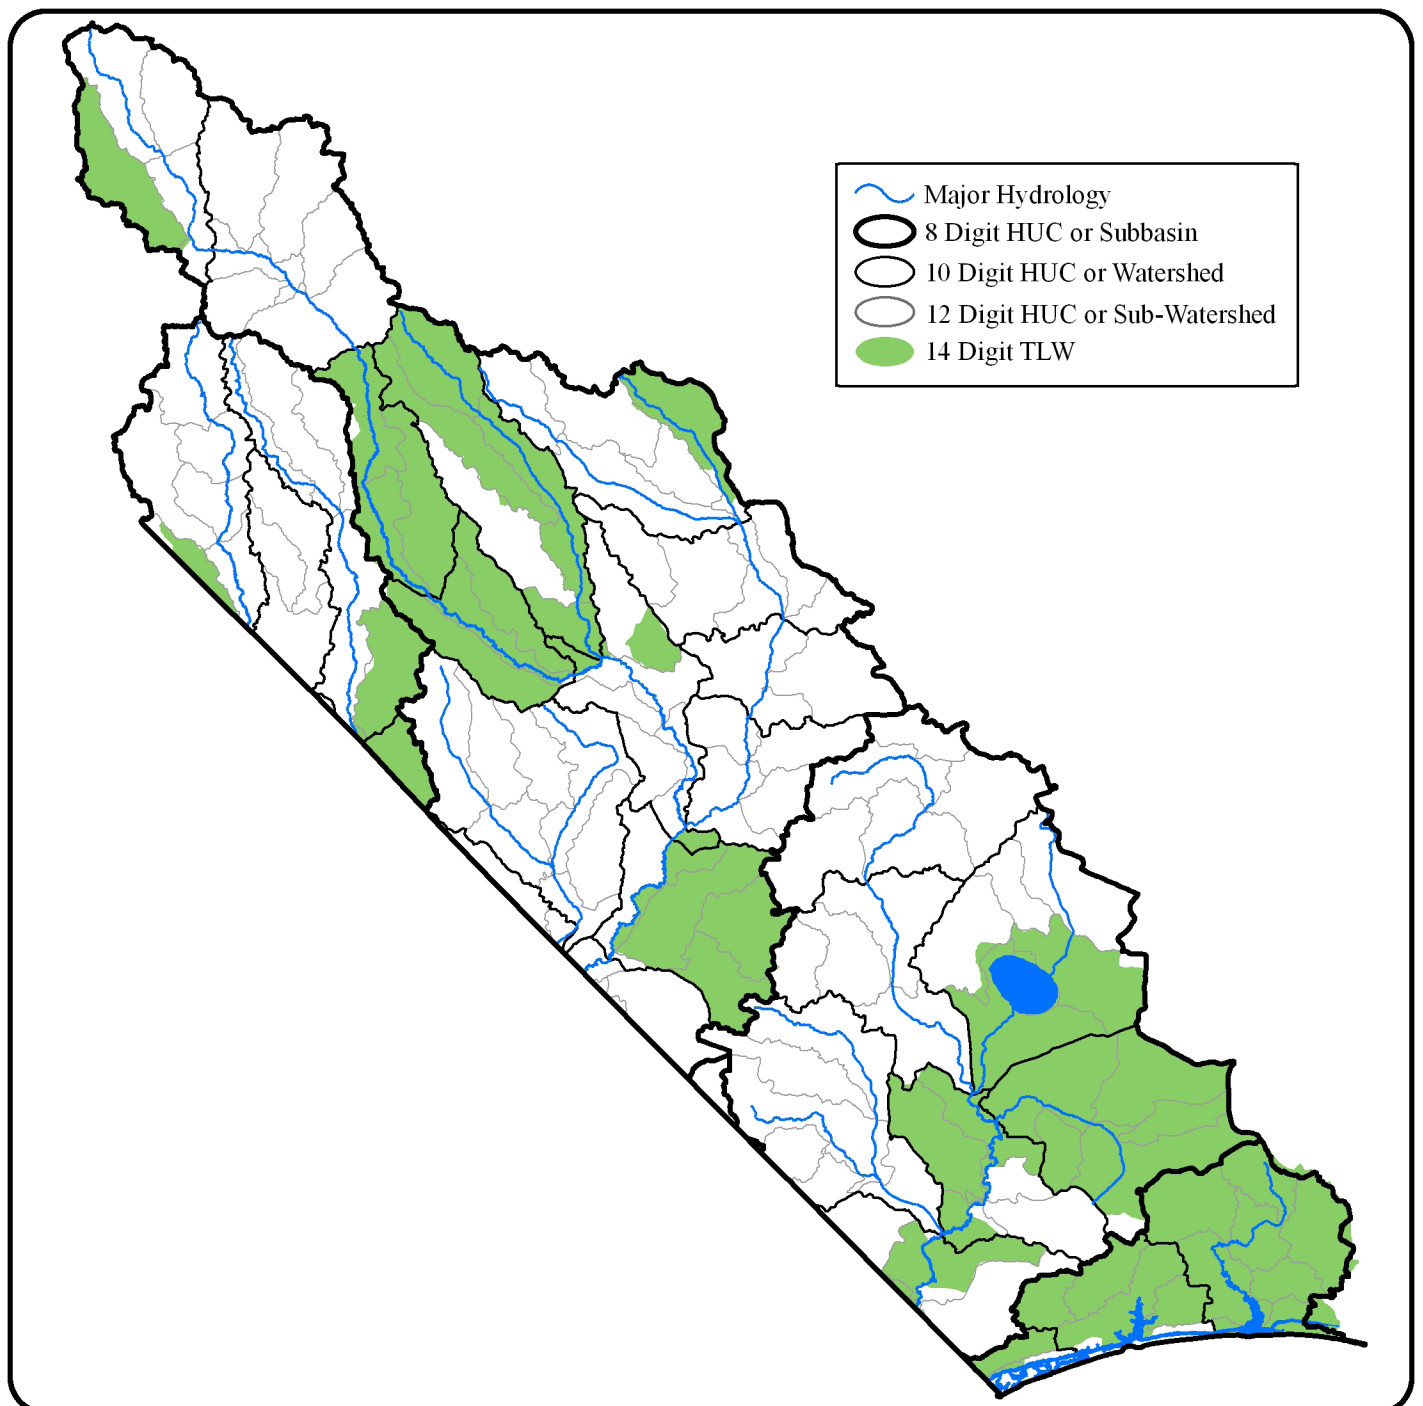 Major Hydrology
8 Digit HUC or Subbasin
10 Digit HUC or Watershed
12 Digit HUC or Sub-Watershed
14 Digit TLW